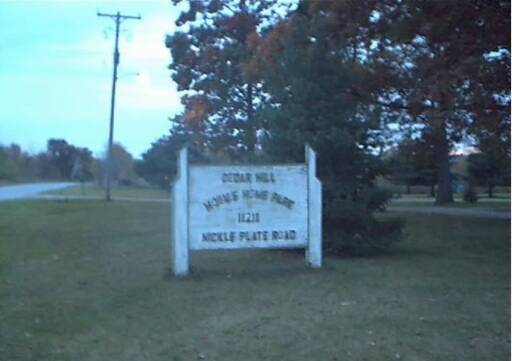 CEDAR HILL
MOBILE HOME PARK
11211
NICKLE PLATE ROAD